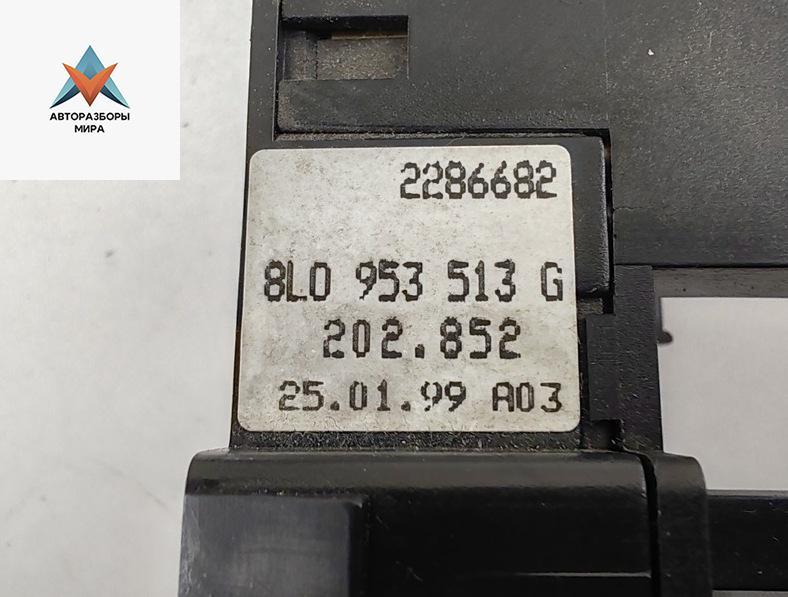 АВТОРАЗБОРЫ
МИРА
2286682
8L0 953 513 G
202.852
25.01.99 A03